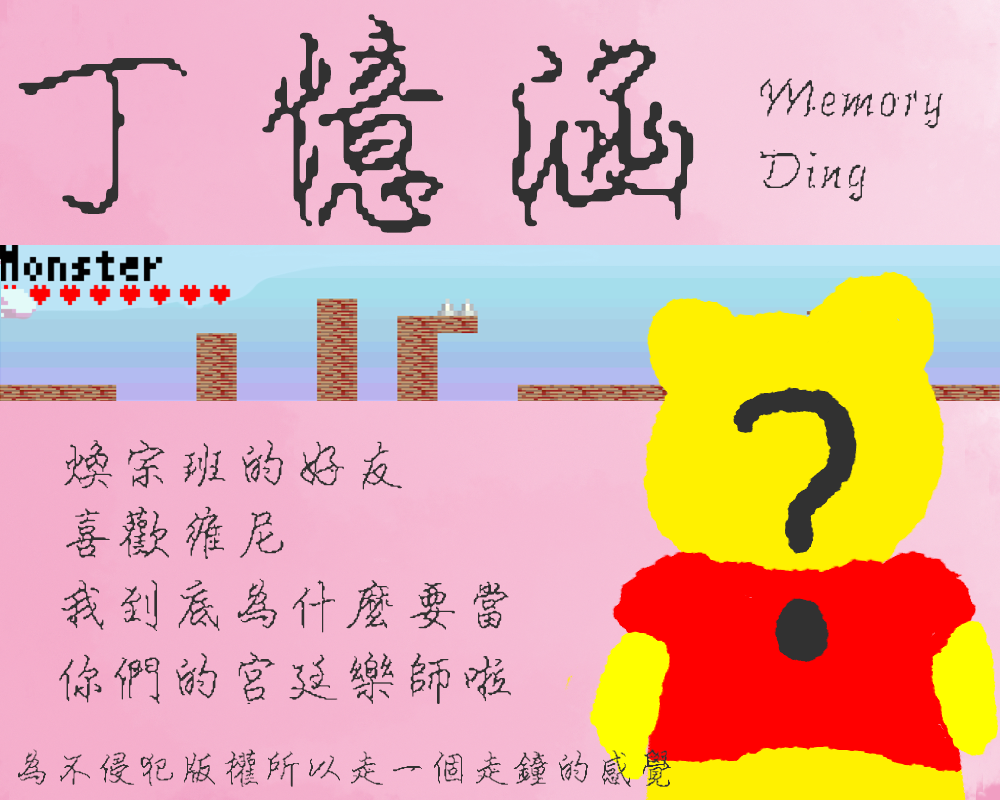 丁憶涵
Memory
Ding
Monster
煥宗班的好友
喜歡維尼
我到底為什麼要當
你們的宮廷樂師啦
為不侵犯版權所以走一個走鐘的感覺
?